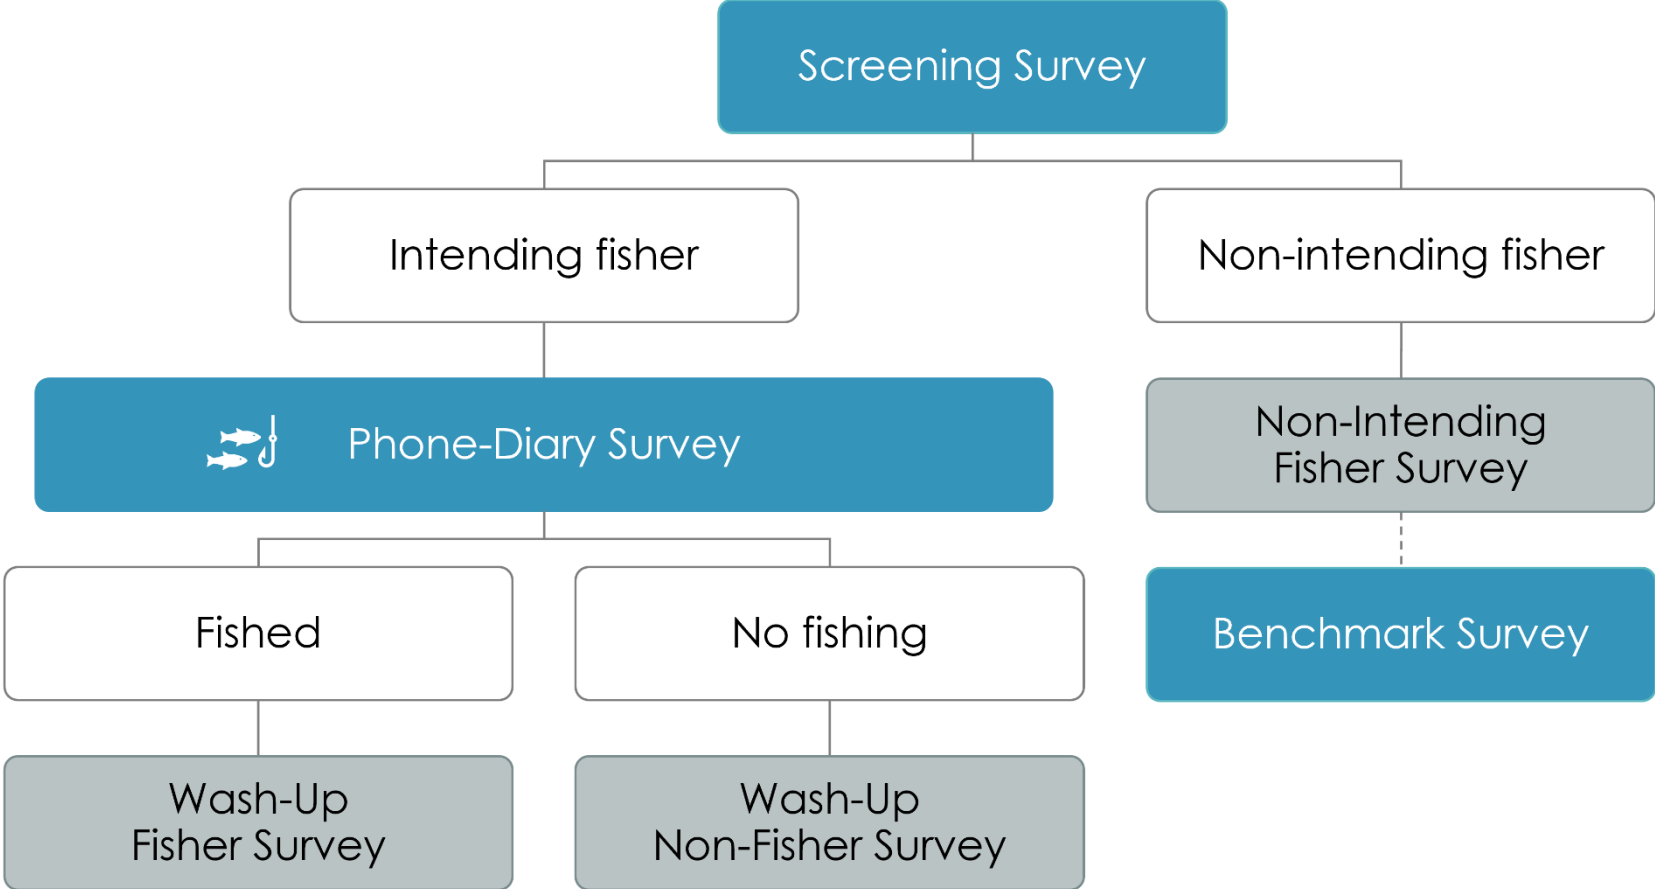 Screening Survey
Intending fisher
Non-intending fisher
Phone-Diary Survey
Non-Intending
Fisher Survey
Fished
No fishing
Benchmark Survey
Wash-Up
Fisher Survey
Wash-Up
Non-Fisher Survey